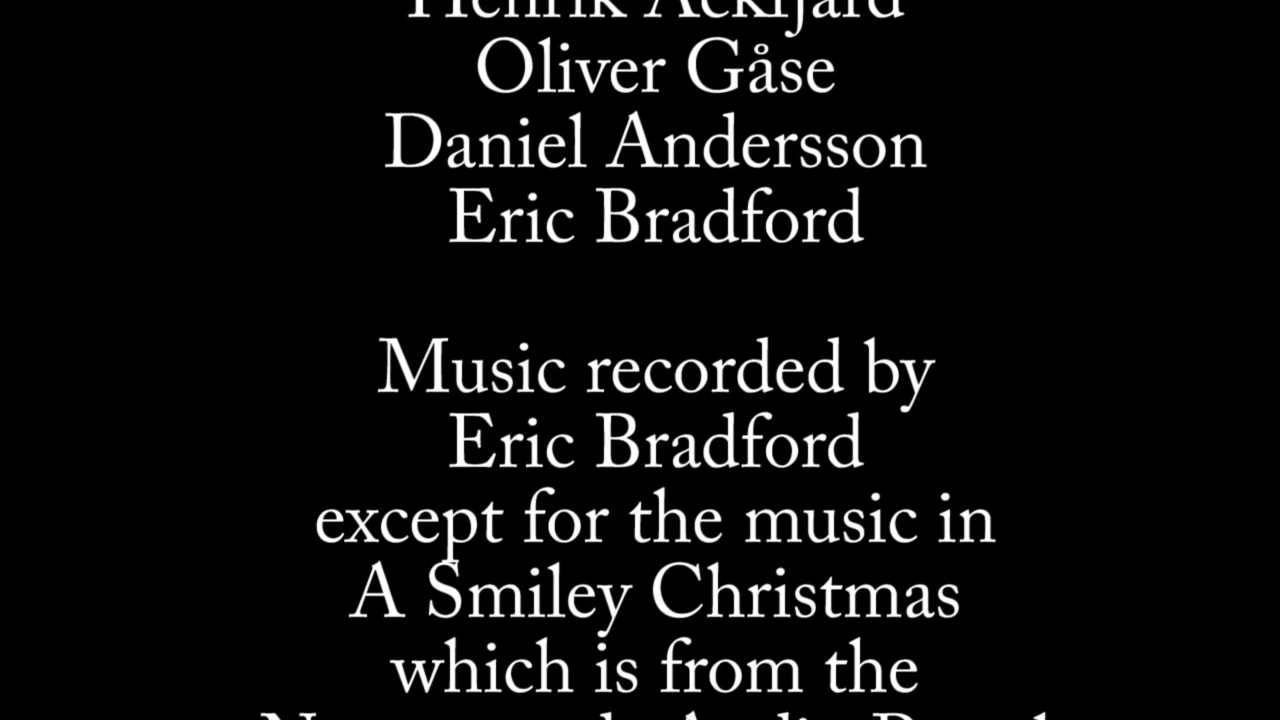 Henrik
Oliver Gåse
Daniel Andersson
Eric Bradford
Music recorded by
Eric Bradford
except for the music in
A Smiley Christmas
which is from the